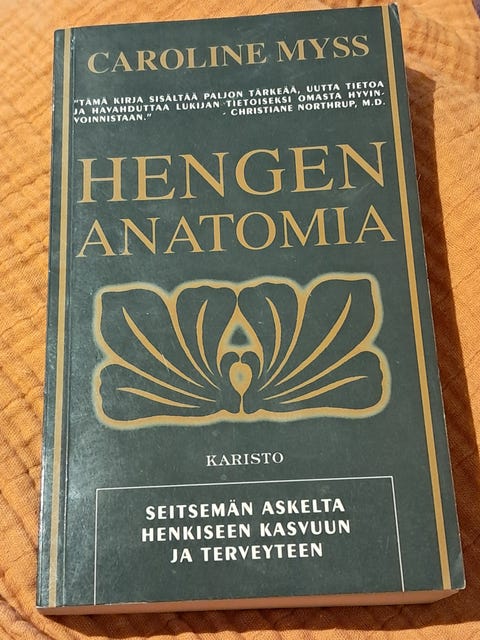 CAROLINE MYSS
"TÄMÄ KIRJA SISÄLTÄÄ PALJON TÄRKEÄÄ, UUTTA TIETOA
JA HAVAHDUTTAA LUKIJAN TIETOISEKSI OMASTA HYVIN-
VOINNISTAAN." - CHRISTIANE NORTHRUP, M.D.
HENGEN
ANATOMIA
KARISTO
SEITSEMÄN ASKELTA
HENKISEEN KASVUUN
JA TERVEYTEEN